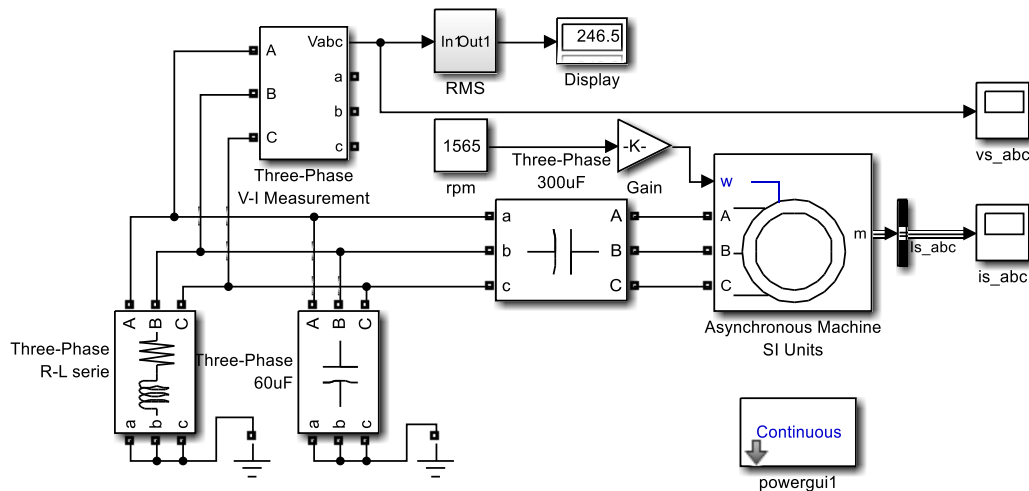 Vabc
In1Out1
246.5
A
a
RMS
Display
B
b
C
c
1565
-K-
vs_abc
Three-Phase
V-I Measurement
rpm
Three-Phase
300uF
Gain
w
a
A
A
m
b
B
B
Is_abc
c
C
C
is_abc
A B C
A B C
Asynchronous Machine
SI Units
Three-Phase
R-L serie
Three-Phase
60uF
a b c
a b c
Continuous
powergui1